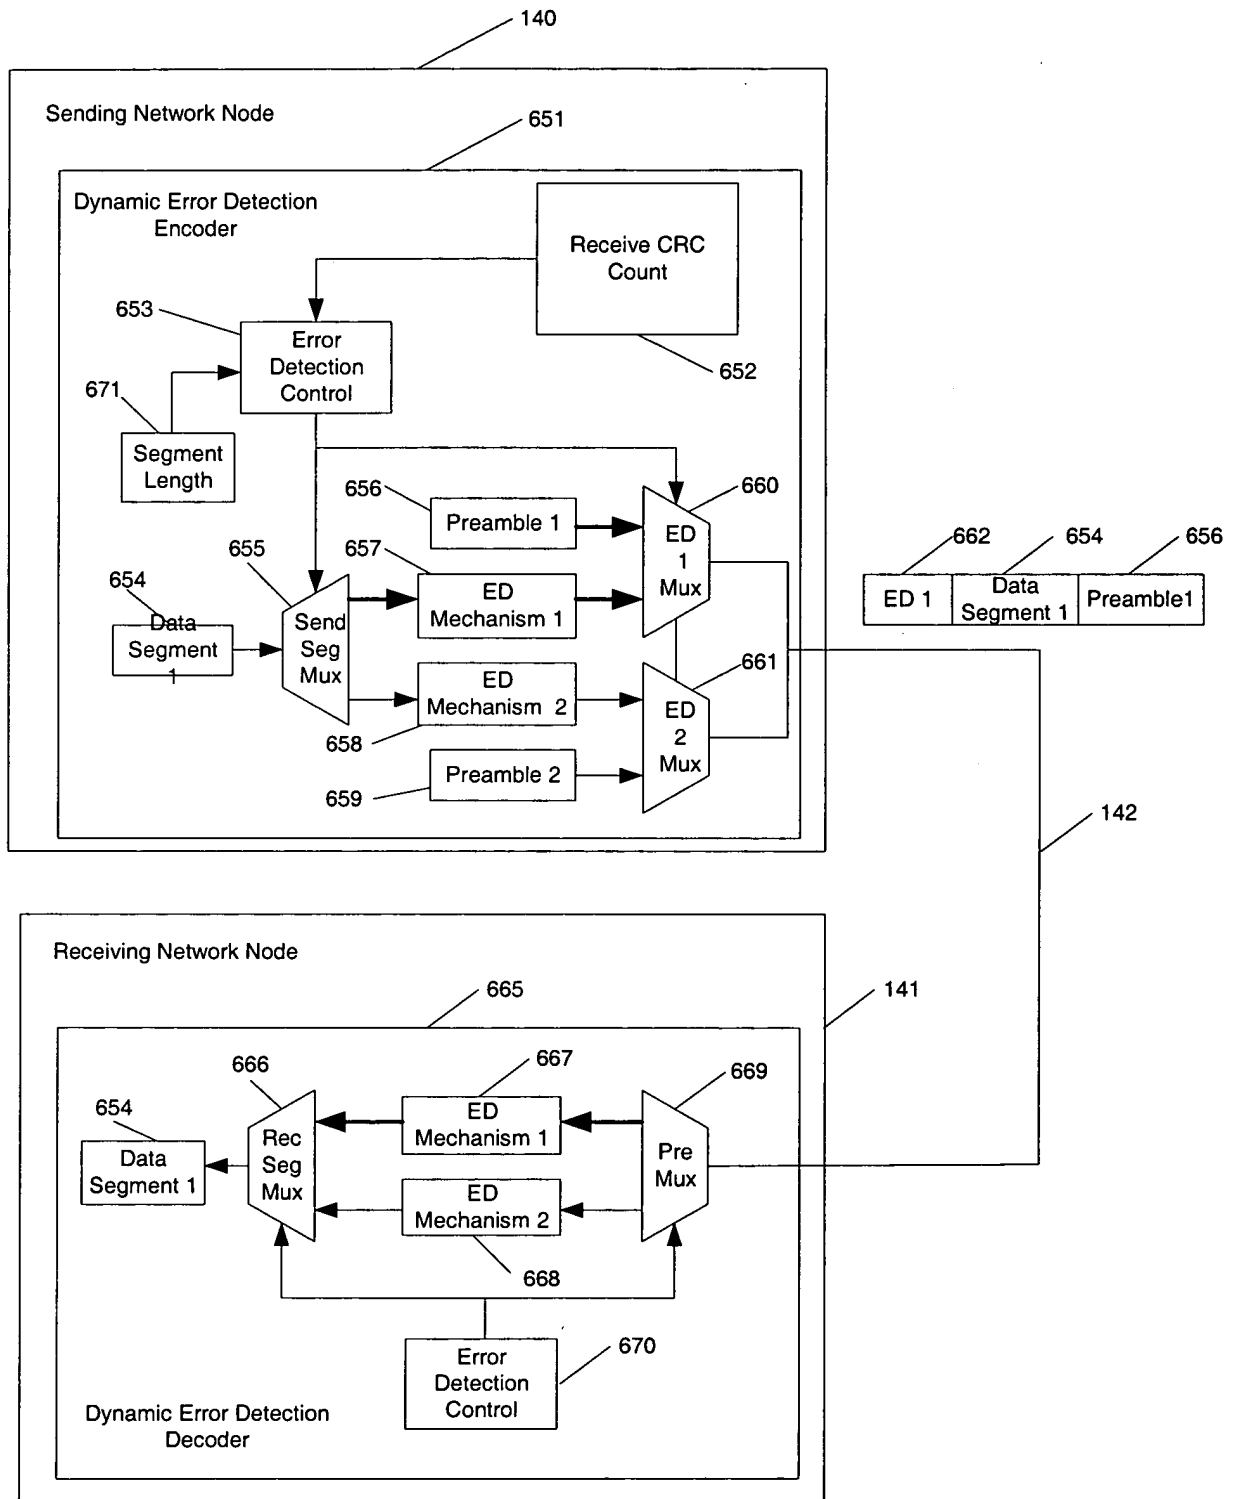 140
Sending Network Node
651
Dynamic Error Detection
Encoder
Receive CRC
Count
653
Error
Detection
Control
652
671
Segment
Length
656
Preamble 1
660
ED
1
Mux
655
657
654
Data
Segment
1
Send
Seg
Mux
ED
Mechanism 1
662
654
656
ED 1
Data
Segment 1
Preamble1
661
ED
Mechanism 2
658
ED
2
Mux
Preamble 2
659
142
Receiving Network Node
665
141
666
667
669
654
Data
Segment 1
Rec
Seg
Mux
ED
Mechanism 1
Pre
Mux
ED
Mechanism 2
668
670
Error
Detection
Control
Dynamic Error Detection
Decoder